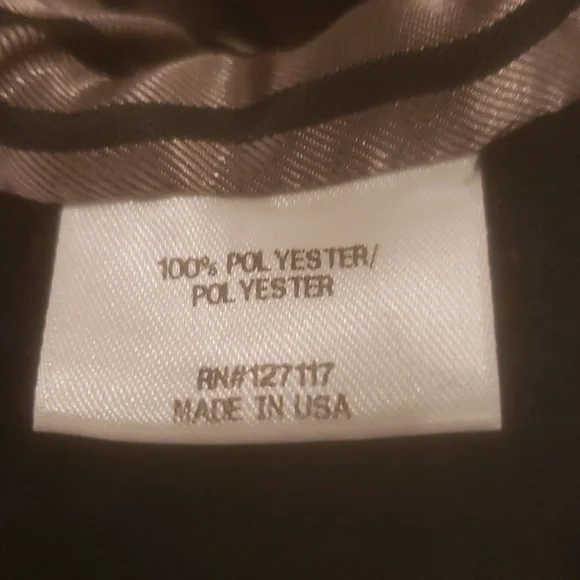 100% POLYESTER/
POLYESTER
RN#127117
MADE IN USA